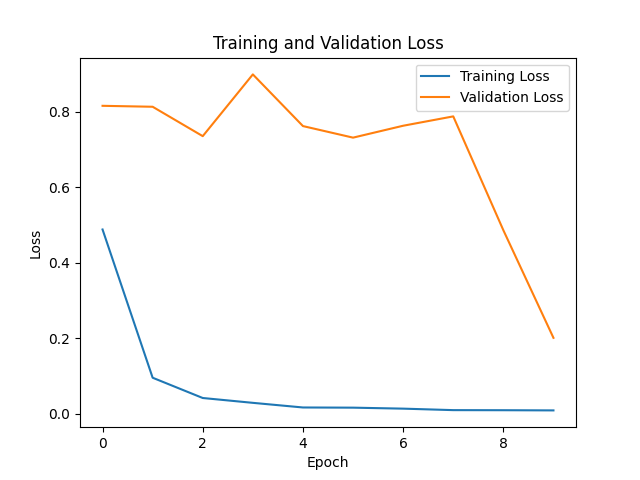 Training and Validation Loss
Training Loss
Validation Loss
0.8
0.6
0.4
0.2
0.0
Loss
0 2 4 6 8
Epoch